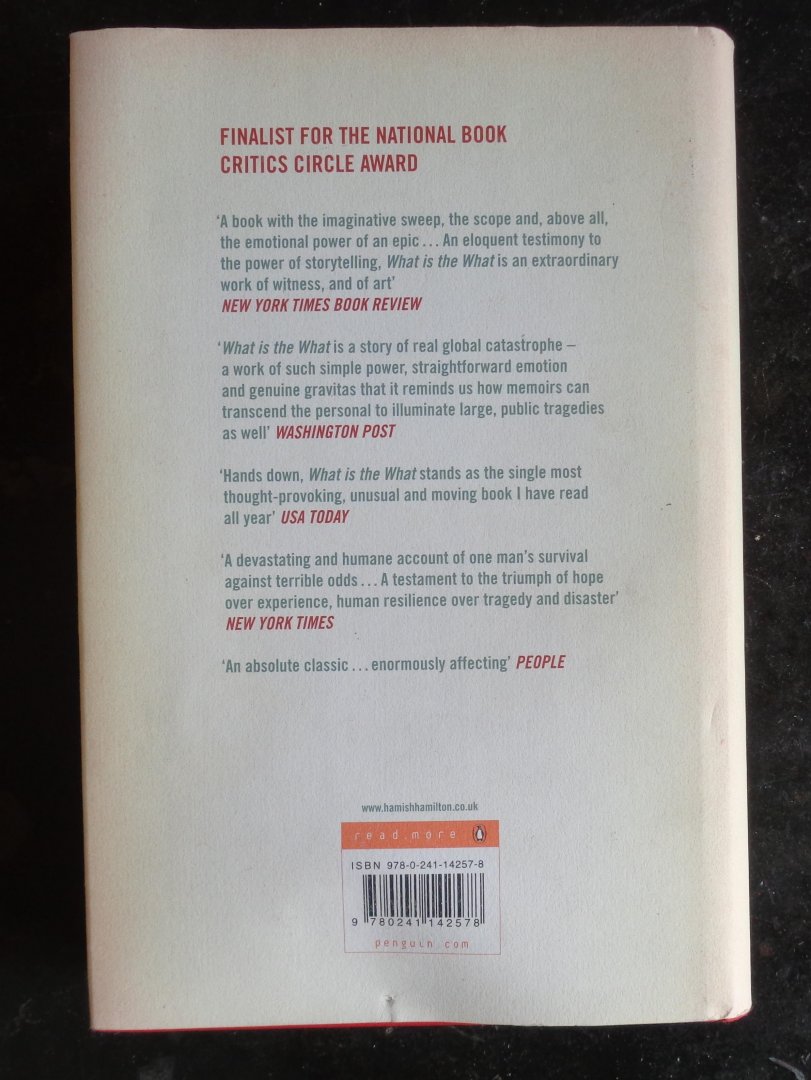 FINALIST FOR THE NATIONAL BOOK
CRITICS CIRCLE AWARD
‘A book with the imaginative sweep, the scope and, above all,
the emotional power of an epic . . . An eloquent testimony to
the power of storytelling, What is the What is an extraordinary
work of witness, and of art’
NEW YORK TIMES BOOK REVIEW
‘What is the What is a story of real global catastrophe –
a work of such simple power, straightforward emotion
and genuine gravitas that it reminds us how memoirs can
transcend the personal to illuminate large, public tragedies
as well’ WASHINGTON POST
‘Hands down, What is the What stands as the single most
thought-provoking, unusual and moving book I have read
all year’ USA TODAY
‘A devastating and humane account of one man’s survival
against terrible odds . . . A testament to the triumph of hope
over experience, human resilience over tragedy and disaster’
NEW YORK TIMES
‘An absolute classic . . . enormously affecting’ PEOPLE
www.hamishhamilton.co.uk
read.more
ISBN 978-0-241-14257-8
9 780241 142578
penguin.com